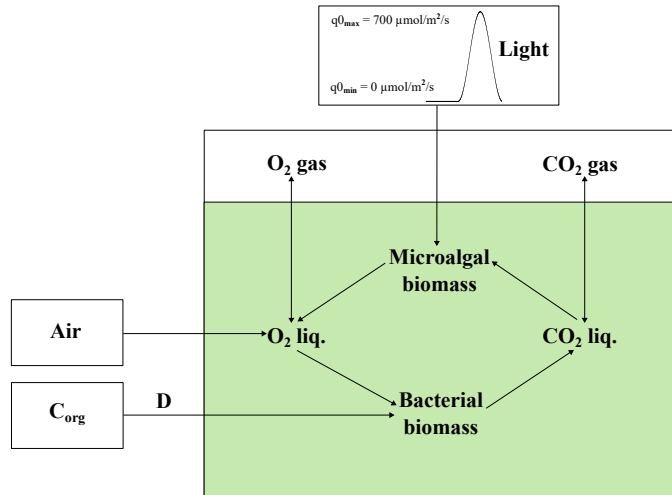 q0max = 700 µmol/m²/s
Light
q0min = 0 µmol/m²/s
O₂ gas
CO₂ gas
Microalgal
biomass
Air
O₂ liq.
CO₂ liq.
Corg
D
Bacterial
biomass